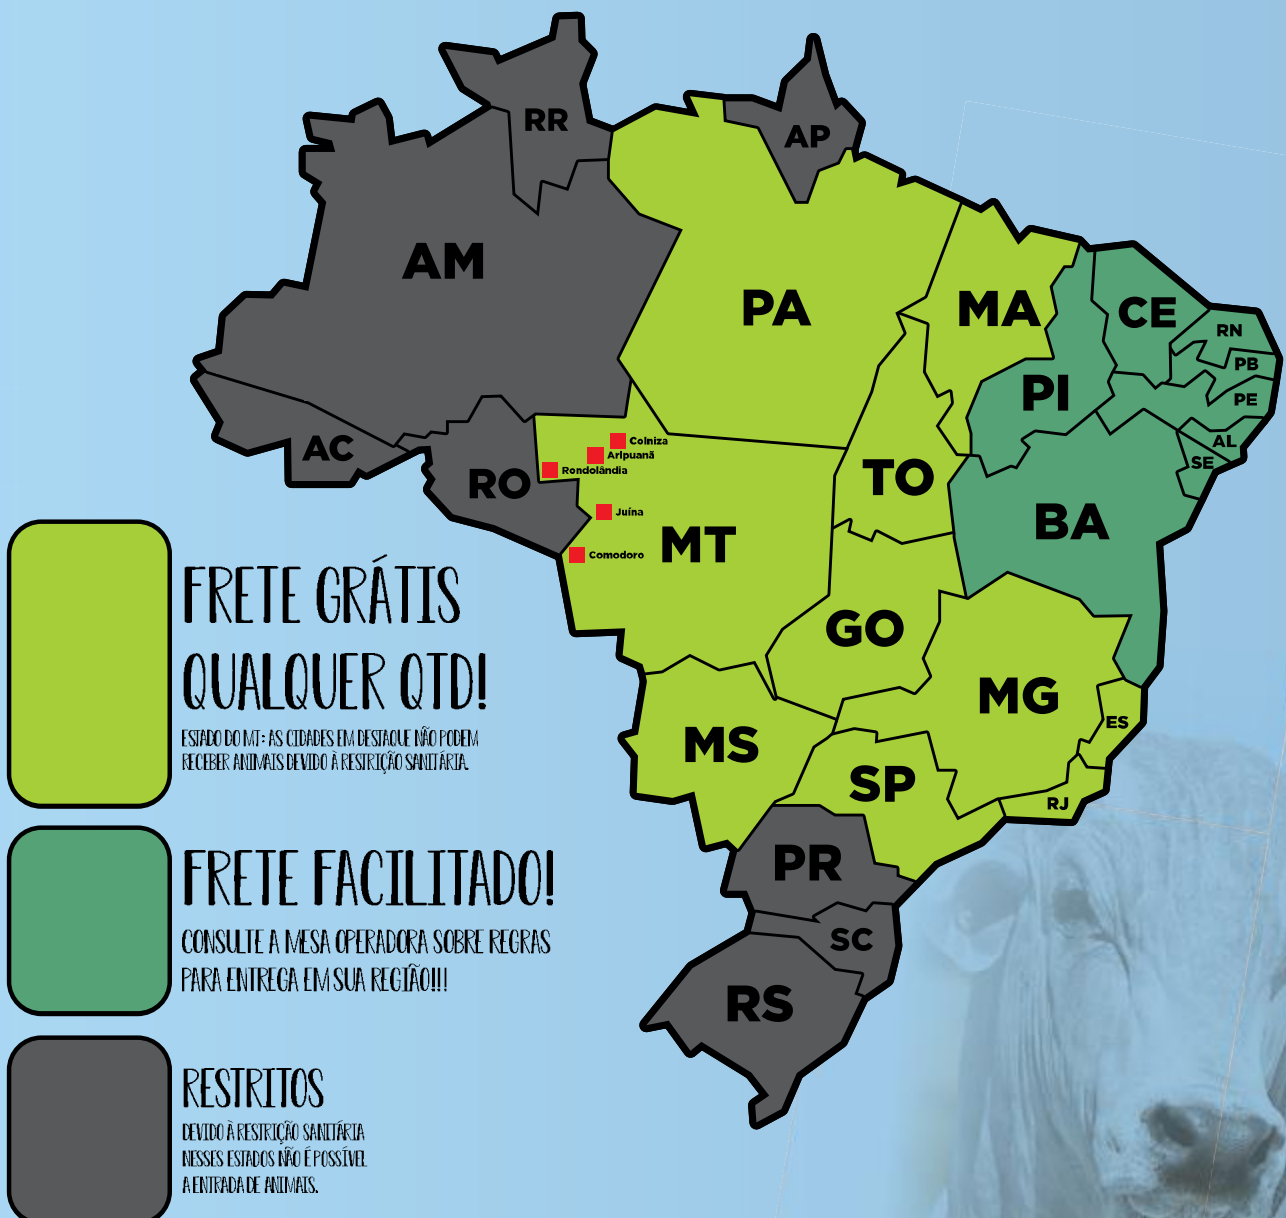 RR
AP
AM
PA
MA
CE
RN
PB
PI
PE
AL
SE
AC
RO
TO
BA
Colniza
Aripuanã
Rondolândia
Juína
Comodoro
MT
GO
MG
ES
MS
SP
RJ
PR
SC
RS
FRETE GRÁTIS
QUALQUER QTD!
ESTADO DO MT: AS CIDADES EM DESTAQUE NÃO PODEM
RECEBER ANIMAIS DEVIDO À RESTRIÇÃO SANITÁRIA.
FRETE FACILITADO!
CONSULTE A MESA OPERADORA SOBRE REGRAS
PARA ENTREGA EM SUA REGIÃO!!!
RESTRITOS
DEVIDO À RESTRIÇÃO SANITÁRIA
NESSES ESTADOS NÃO É POSSÍVEL
A ENTRADA DE ANIMAIS.